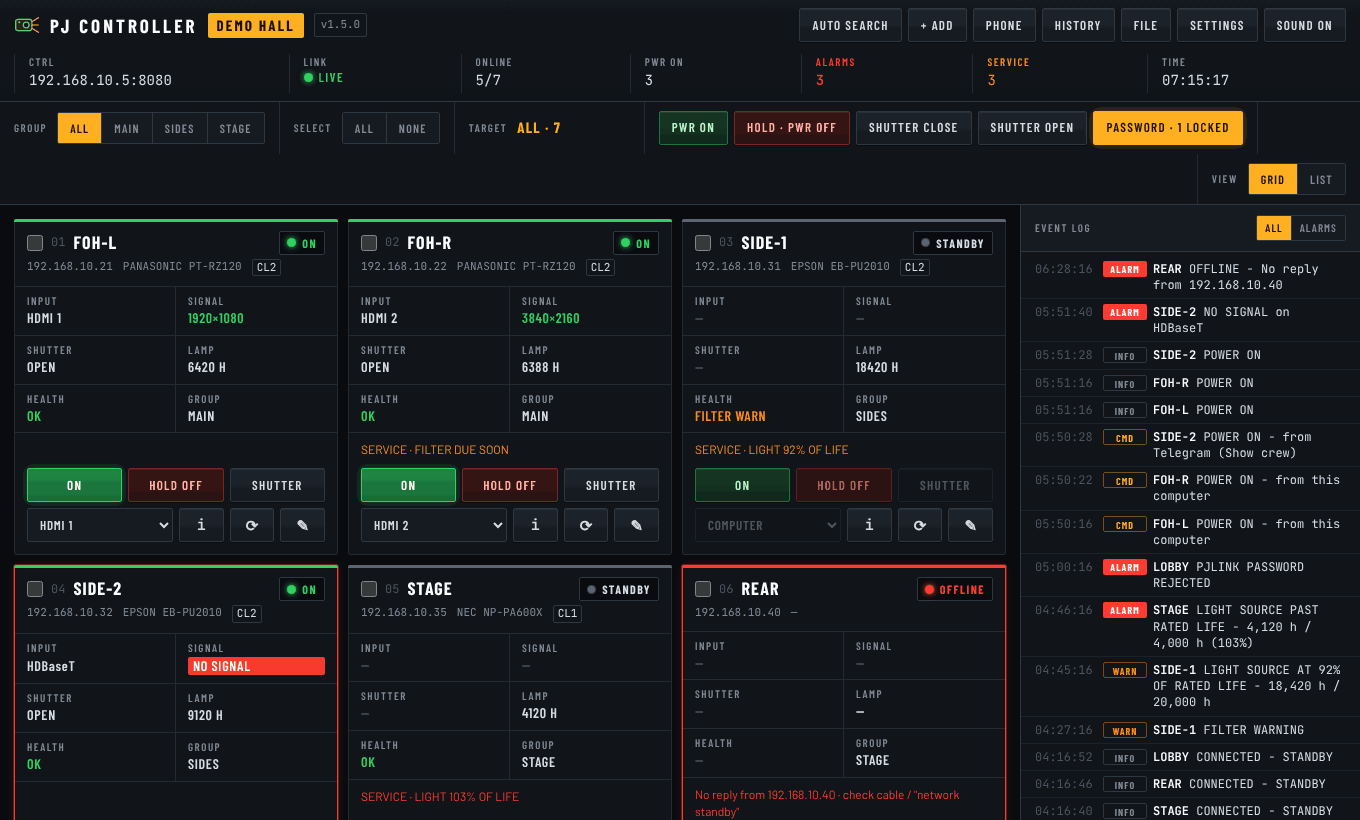 PJ CONTROLLER DEMO HALL v1.5.0 AUTO SEARCH + ADD PHONE HISTORY FILE SETTINGS SOUND ON
CTRL LINK ONLINE PWR ON ALARMS SERVICE TIME
192.168.10.5:8080 LIVE 5/7 3 3 3 07:15:17
GROUP ALL MAIN SIDES STAGE SELECT ALL NONE TARGET ALL · 7 PWR ON HOLD · PWR OFF SHUTTER CLOSE SHUTTER OPEN PASSWORD · 1 LOCKED
VIEW GRID LIST
01 FOH-L ON
192.168.10.21 PANASONIC PT-RZ120 CL2
INPUT SIGNAL
HDMI 1 1920×1080
SHUTTER LAMP
OPEN 6420 H
HEALTH GROUP
OK MAIN
ON HOLD OFF SHUTTER
HDMI 1 i ⟳ ✎
02 FOH-R ON
192.168.10.22 PANASONIC PT-RZ120 CL2
INPUT SIGNAL
HDMI 2 3840×2160
SHUTTER LAMP
OPEN 6388 H
HEALTH GROUP
OK MAIN
SERVICE · FILTER DUE SOON
ON HOLD OFF SHUTTER
HDMI 2 i ⟳ ✎
03 SIDE-1 STANDBY
192.168.10.31 EPSON EB-PU2010 CL2
INPUT SIGNAL
— —
SHUTTER LAMP
— 18420 H
HEALTH GROUP
FILTER WARN SIDES
SERVICE · LIGHT 92% OF LIFE
ON HOLD OFF SHUTTER
COMPUTER i ⟳ ✎
04 SIDE-2 ON
192.168.10.32 EPSON EB-PU2010 CL2
INPUT SIGNAL
HDBaseT NO SIGNAL
SHUTTER LAMP
OPEN 9120 H
HEALTH GROUP
OK SIDES
05 STAGE STANDBY
192.168.10.35 NEC NP-PA600X CL1
INPUT SIGNAL
— —
SHUTTER LAMP
— 4120 H
HEALTH GROUP
OK STAGE
SERVICE · LIGHT 103% OF LIFE
06 REAR OFFLINE
192.168.10.40 —
INPUT SIGNAL
— —
SHUTTER LAMP
— —
HEALTH GROUP
— STAGE
No reply from 192.168.10.40 · check cable / "network
standby"
EVENT LOG ALL ALARMS
06:28:16 ALARM REAR OFFLINE - No reply
from 192.168.10.40
05:51:40 ALARM SIDE-2 NO SIGNAL on
HDBaseT
05:51:28 INFO SIDE-2 POWER ON
05:51:16 INFO FOH-R POWER ON
05:51:16 INFO FOH-L POWER ON
05:50:28 CMD SIDE-2 POWER ON - from
Telegram (Show crew)
05:50:22 CMD FOH-R POWER ON - from this
computer
05:50:16 CMD FOH-L POWER ON - from this
computer
05:00:16 ALARM LOBBY PJLINK PASSWORD
REJECTED
04:46:16 ALARM STAGE LIGHT SOURCE PAST
RATED LIFE - 4,120 h /
4,000 h (103%)
04:45:16 WARN SIDE-1 LIGHT SOURCE AT 92%
OF RATED LIFE - 18,420 h /
20,000 h
04:27:16 WARN SIDE-1 FILTER WARNING
04:16:52 INFO LOBBY CONNECTED - STANDBY
04:16:46 INFO REAR CONNECTED - STANDBY
04:16:40 INFO STAGE CONNECTED - STANDBY